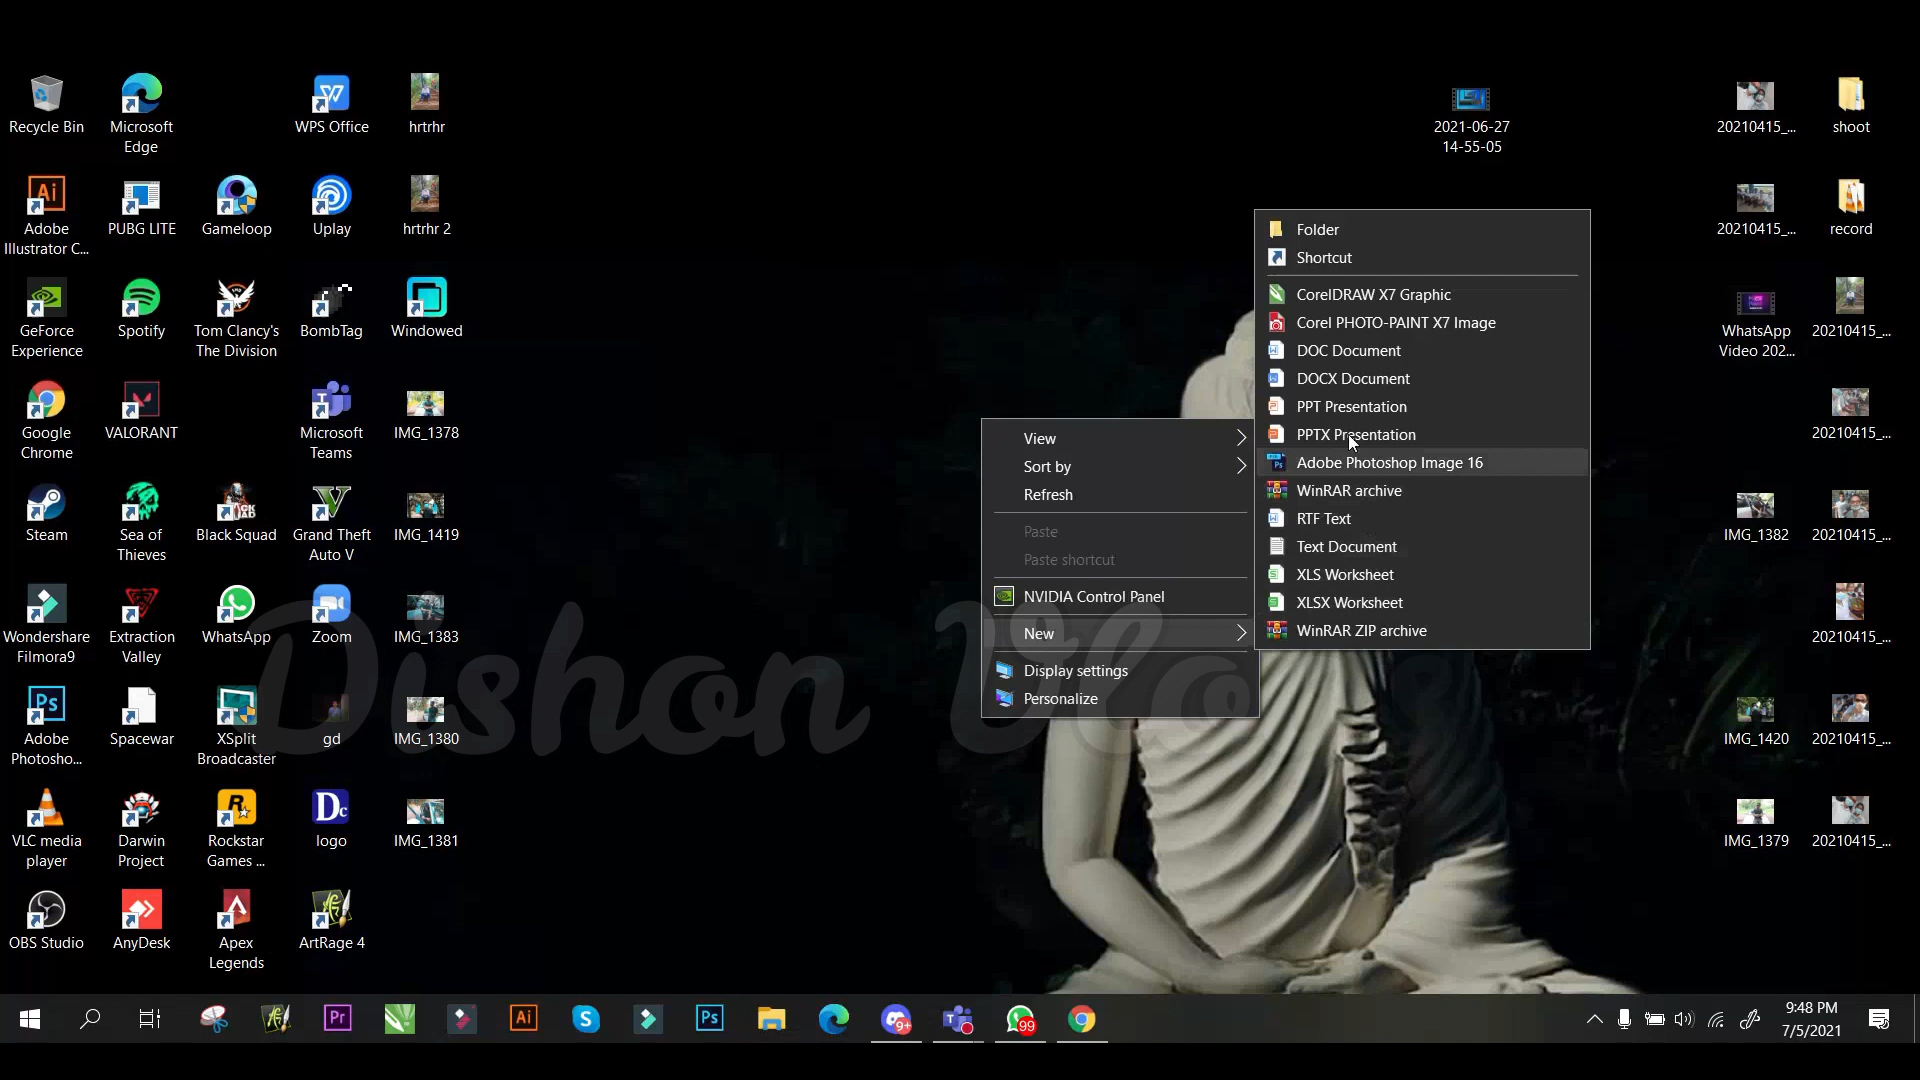 Recycle Bin
Microsoft
Edge
WPS Office
hrtrhr
2021-06-27
14-55-05
20210415_...
shoot
Adobe
Illustrator C...
PUBG LITE
Gameloop
Uplay
hrtrhr 2
20210415_...
record
GeForce
Experience
Spotify
Tom Clancy's
The Division
BombTag
Windowed
WhatsApp
Video 202...
20210415_...
Google
Chrome
VALORANT
Microsoft
Teams
IMG_1378
20210415_...
Steam
Sea of
Thieves
Black Squad
Grand Theft
Auto V
IMG_1419
IMG_1382
20210415_...
Wondershare
Filmora9
Extraction
Valley
WhatsApp
Zoom
IMG_1383
20210415_...
Adobe
Photosho...
Spacewar
XSplit
Broadcaster
gd
IMG_1380
IMG_1420
20210415_...
VLC media
player
Darwin
Project
Rockstar
Games ...
logo
IMG_1381
IMG_1379
20210415_...
OBS Studio
AnyDesk
Apex
Legends
ArtRage 4
View
Sort by
Refresh
Paste
Paste shortcut
NVIDIA Control Panel
New
Display settings
Personalize
Folder
Shortcut
CorelDRAW X7 Graphic
Corel PHOTO-PAINT X7 Image
DOC Document
DOCX Document
PPT Presentation
PPTX Presentation
Adobe Photoshop Image 16
WinRAR archive
RTF Text
Text Document
XLS Worksheet
XLSX Worksheet
WinRAR ZIP archive
Dishon
9+
99
9:48 PM
7/5/2021